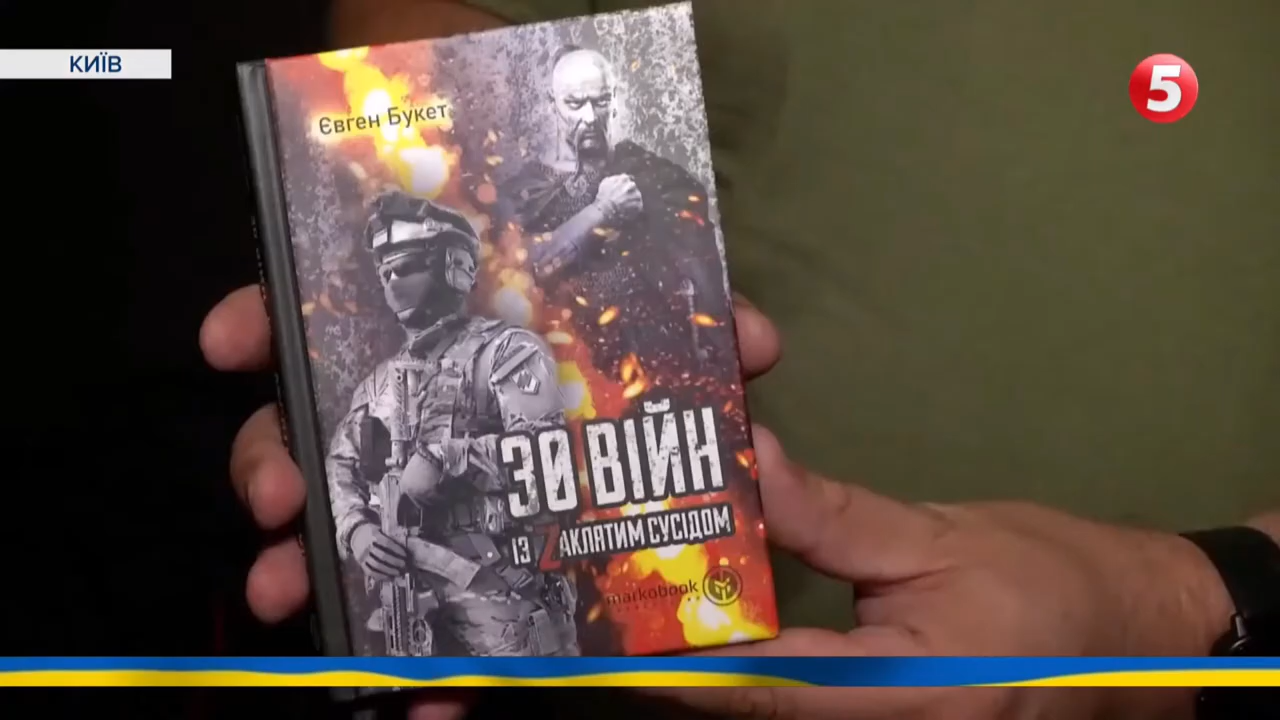 КИЇВ
5
Євген Букет
30 ВІЙН
ІЗ ZАКЛЯТИМ СУСІДОМ
markobook